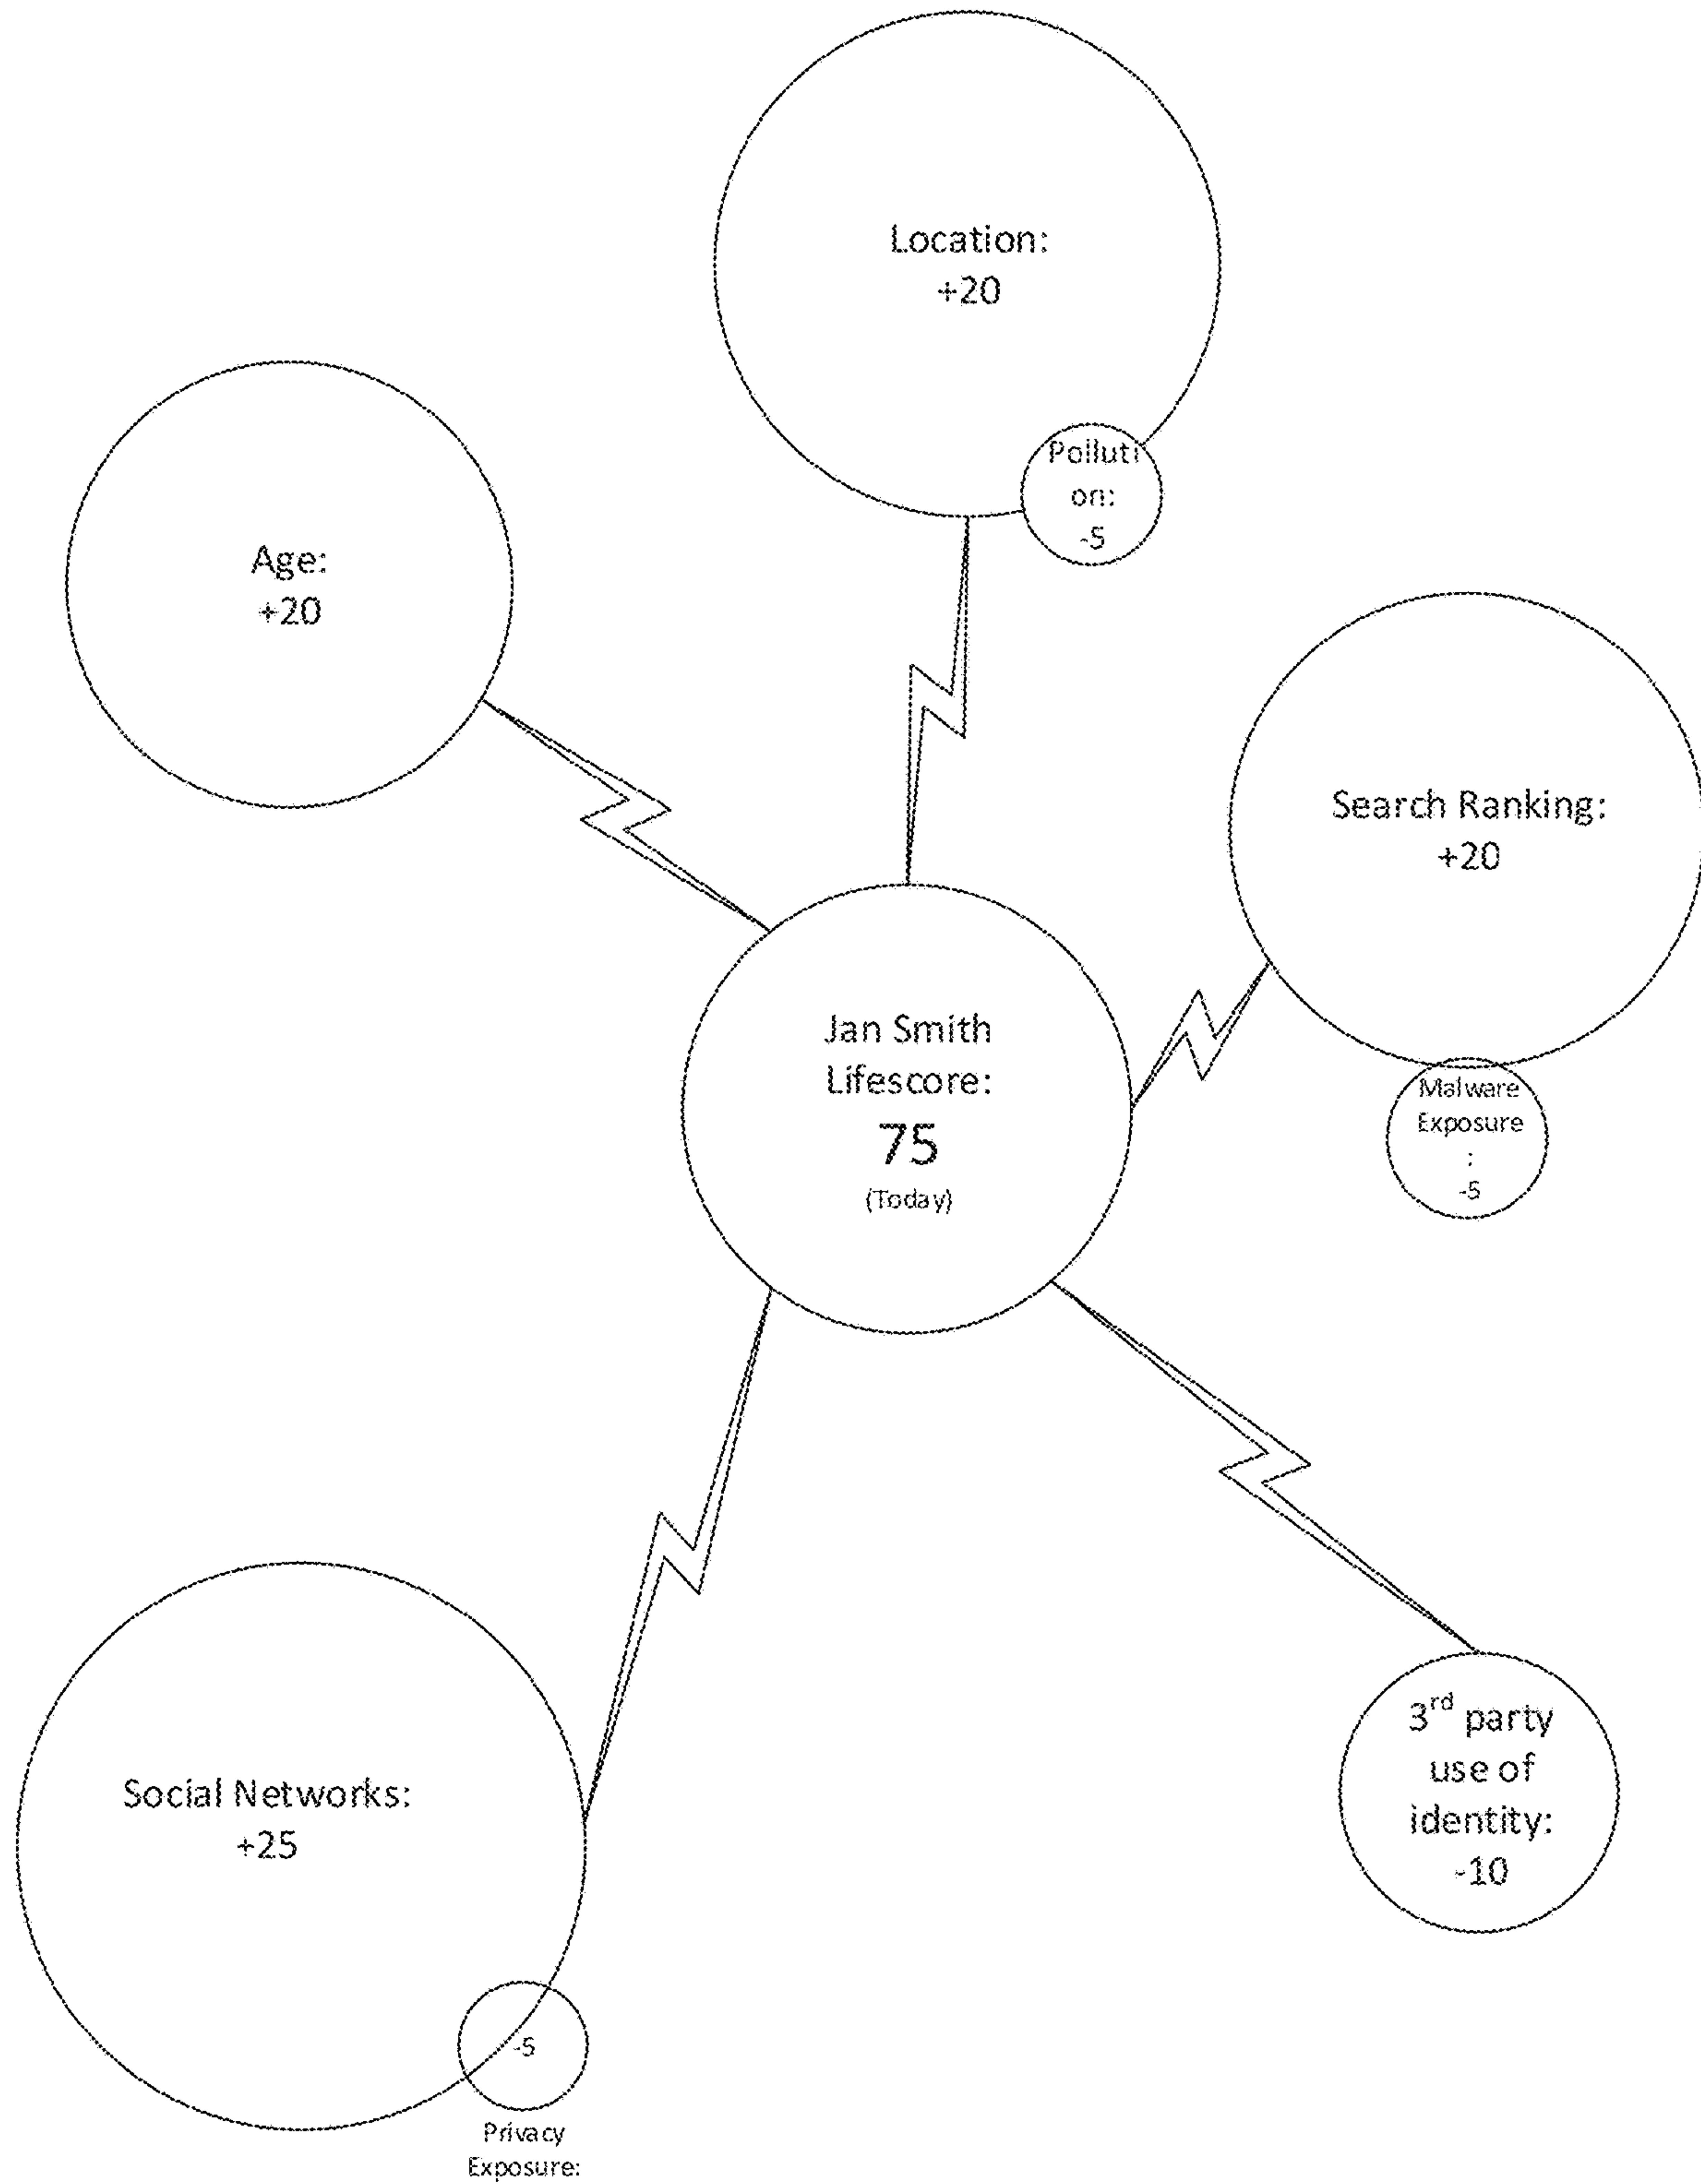 Location:
+20
Polluti
on:
-5
Age:
+20
Search Ranking:
+20
Malware
Exposure
:
-5
Jan Smith
Lifescore:
75
(Today)
3rd party
use of
identity:
-10
Social Networks:
+25
-5
Privacy
Exposure: